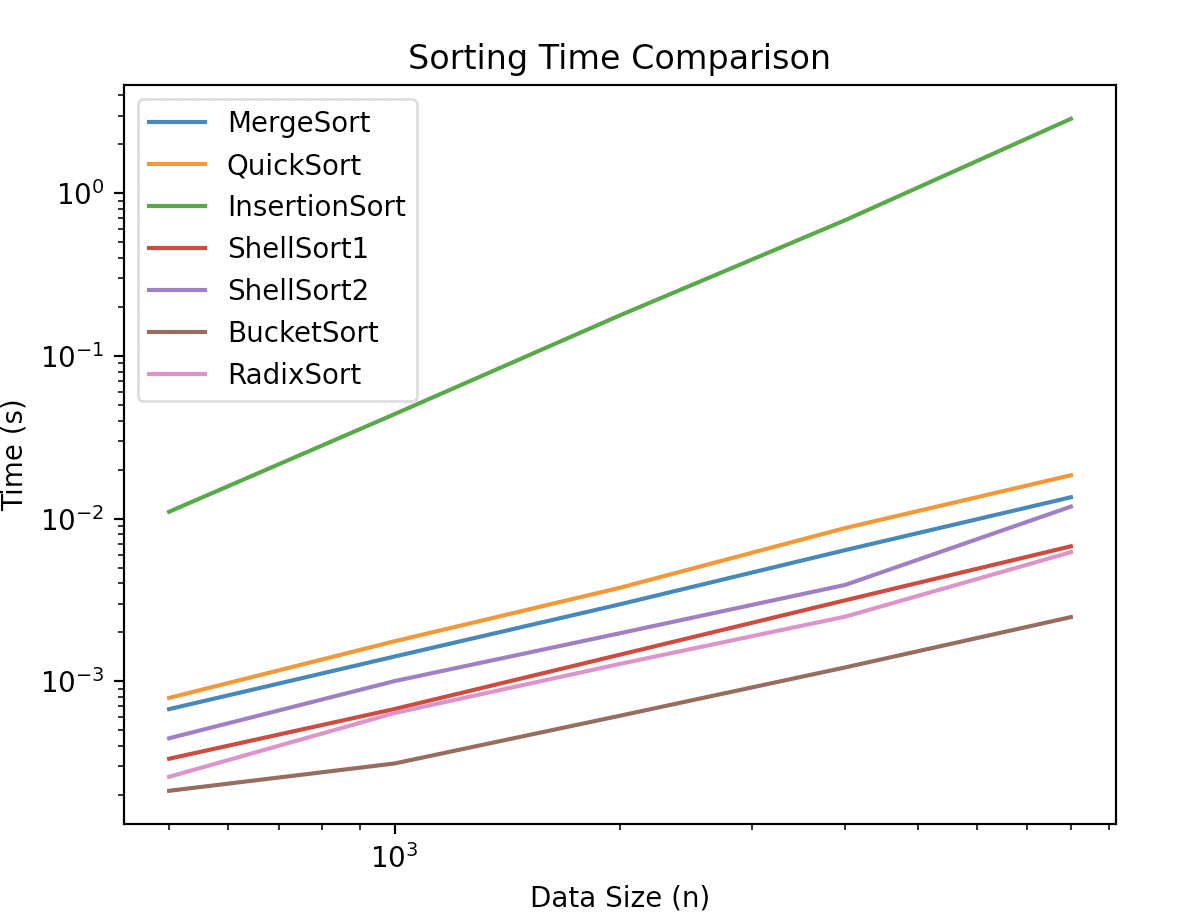 Sorting Time Comparison
MergeSort
QuickSort
InsertionSort
ShellSort1
ShellSort2
BucketSort
RadixSort
10⁰
10⁻¹
10⁻²
10⁻³
Time (s)
10³
Data Size (n)